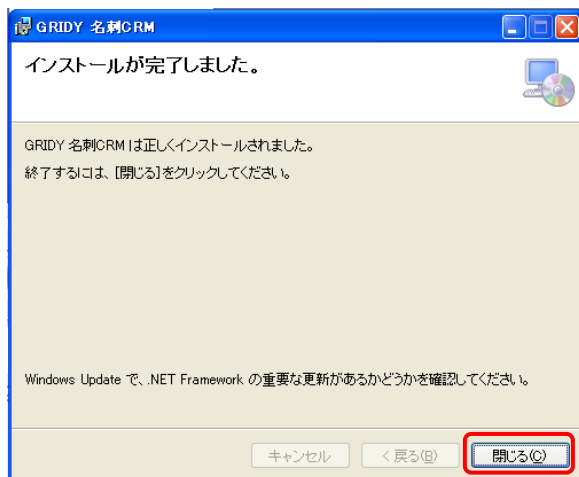 GRIDY 名刺CRM
インストールが完了しました。
GRIDY 名刺CRM は正しくインストールされました。
終了するには、[閉じる]をクリックしてください。
Windows Update で、.NET Framework の重要な更新があるかどうかを確認してください。
キャンセル　< 戻る(B)　閉じる(C)